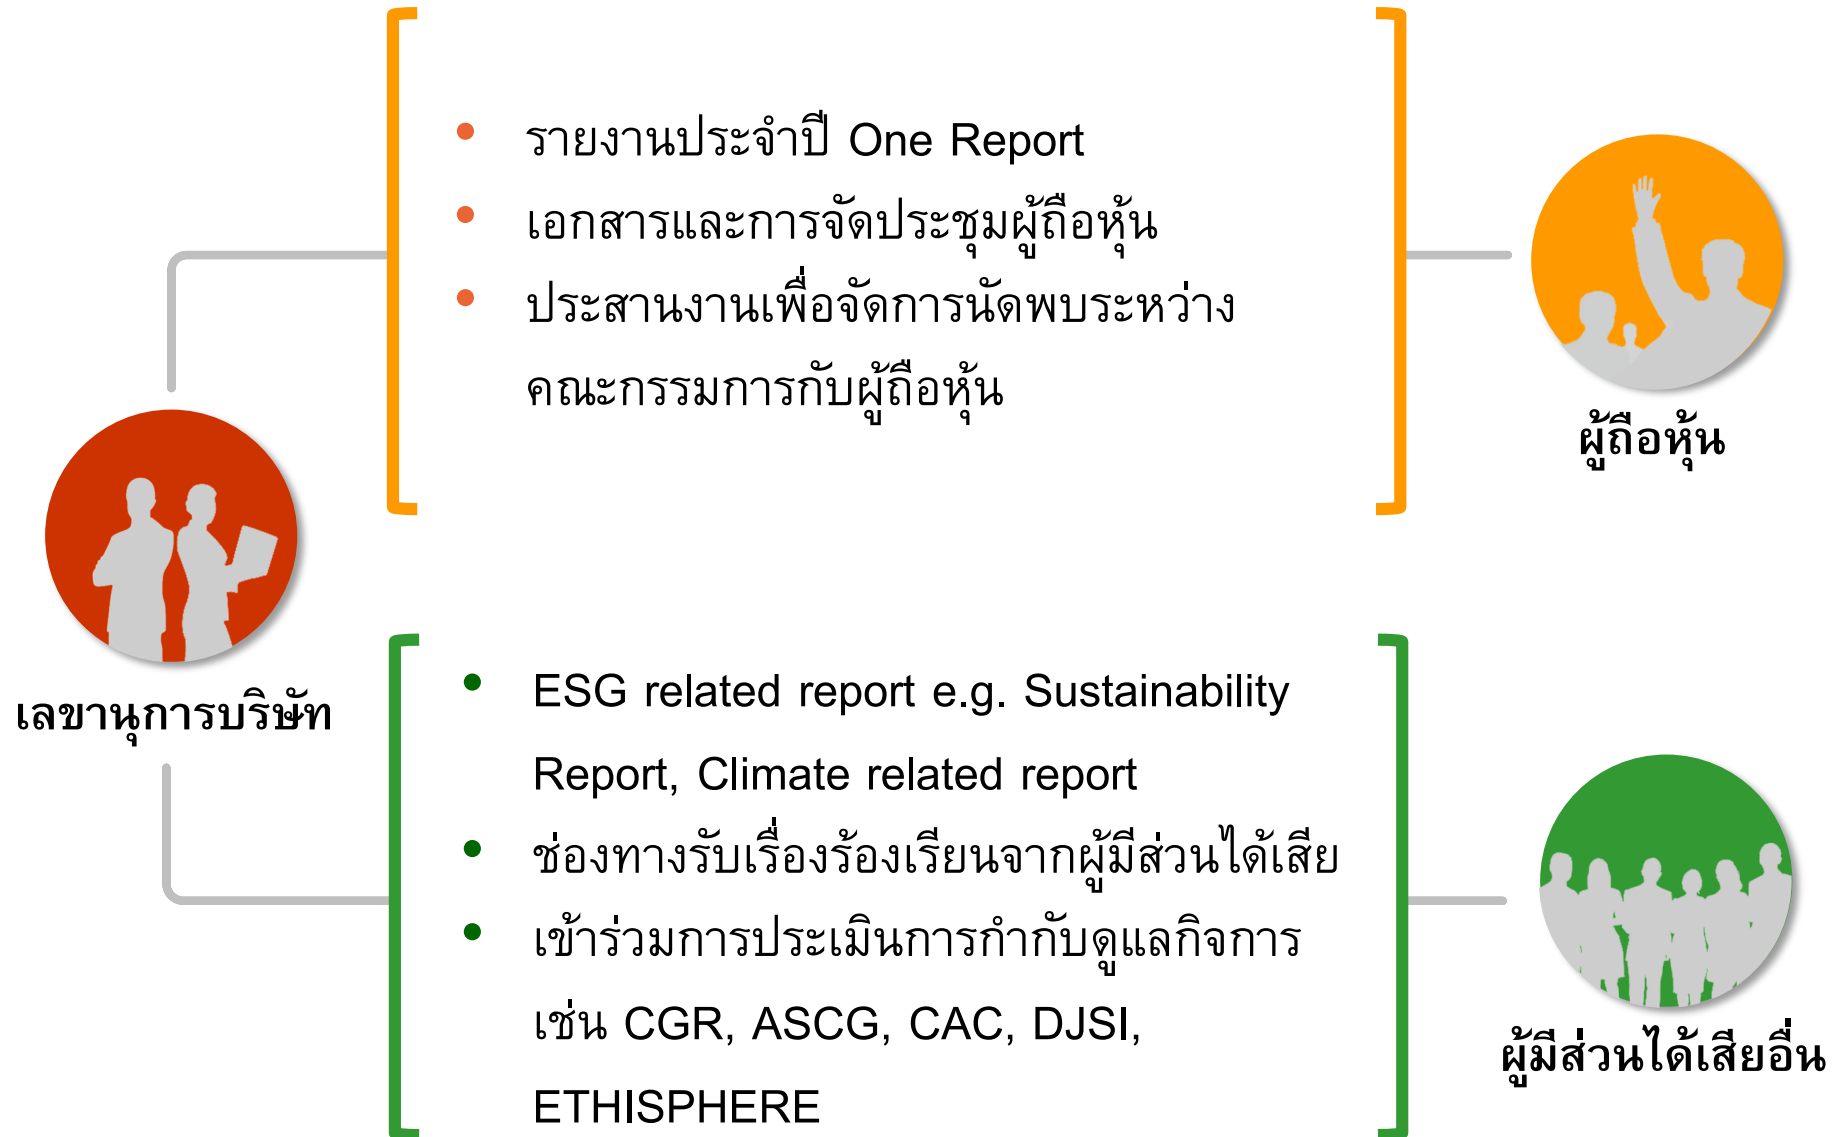 รายงานประจำปี One Report
เอกสารและการจัดประชุมผู้ถือหุ้น
ประสานงานเพื่อจัดการนัดพบระหว่าง
คณะกรรมการกับผู้ถือหุ้น
ผู้ถือหุ้น
เลขานุการบริษัท
ESG related report e.g. Sustainability
Report, Climate related report
ช่องทางรับเรื่องร้องเรียนจากผู้มีส่วนได้เสีย
เข้าร่วมการประเมินการกำกับดูแลกิจการ
เช่น CGR, ASCG, CAC, DJSI,
ETHISPHERE
ผู้มีส่วนได้เสียอื่น